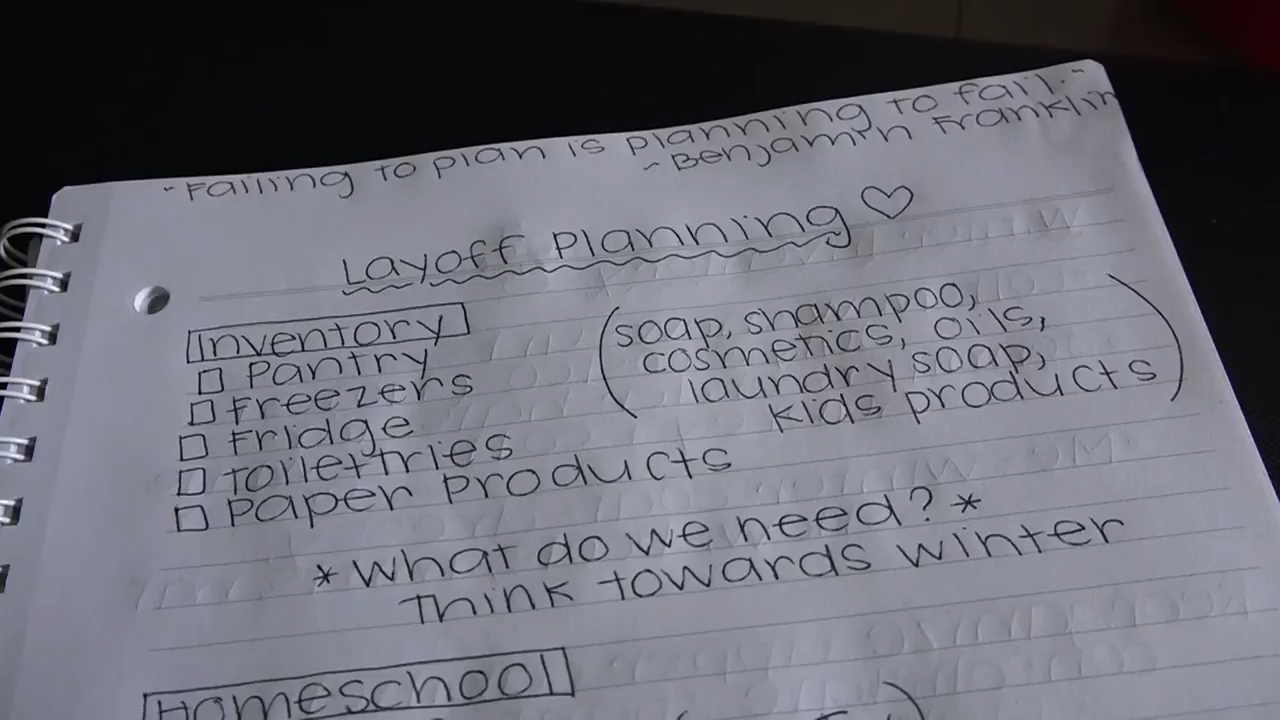 "Failing to plan is planning to fail."
~Benjamin Franklin
Layoff Planning ♡
Inventory
□ Pantry
□ Freezers
□ Fridge
□ Toilettries
□ Paper Products
(soap, shampoo,
cosmetics, oils,
laundry soap,
kids products)
*What do we need?*
Think towards winter
Homeschool